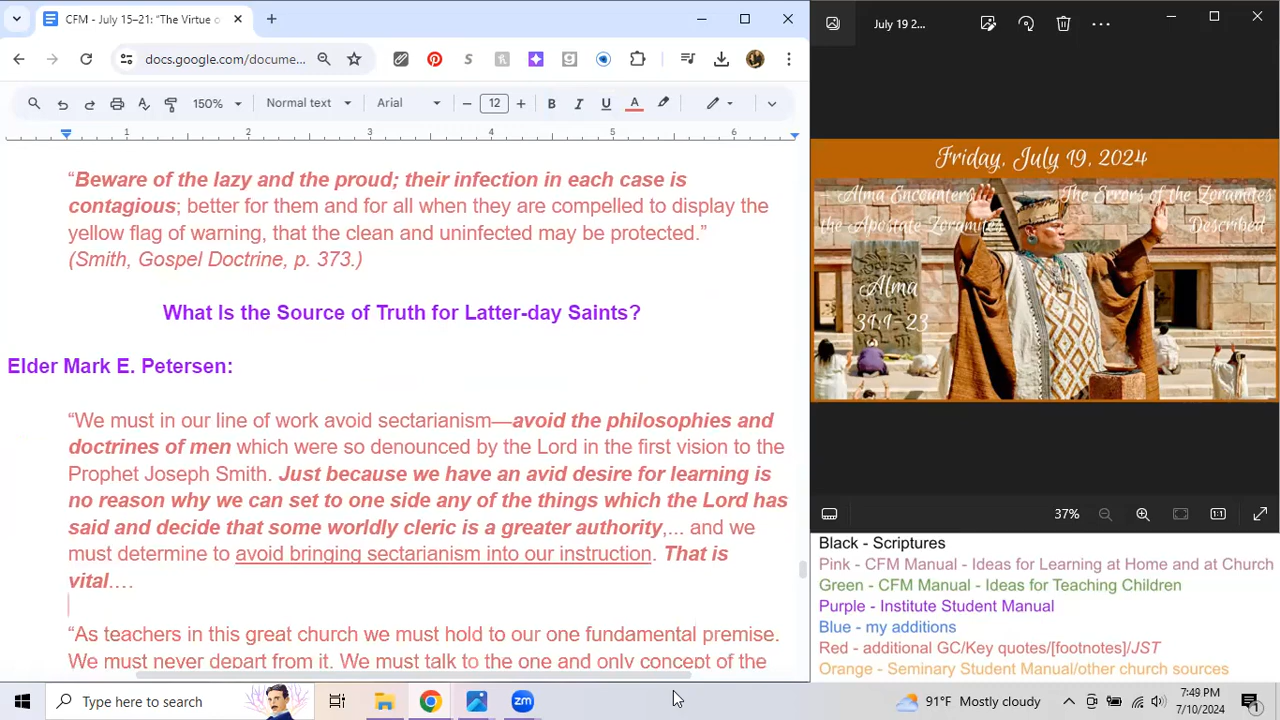 CFM - July 15–21: "The Virtue o
docs.google.com/docume...
150%
Normal text
Arial
12
B
I
U
A
1
2
3
4
5
6
"Beware of the lazy and the proud; their infection in each case is
contagious; better for them and for all when they are compelled to display the
yellow flag of warning, that the clean and uninfected may be protected."
(Smith, Gospel Doctrine, p. 373.)
What Is the Source of Truth for Latter-day Saints?
Elder Mark E. Petersen:
"We must in our line of work avoid sectarianism—avoid the philosophies and
doctrines of men which were so denounced by the Lord in the first vision to the
Prophet Joseph Smith. Just because we have an avid desire for learning is
no reason why we can set to one side any of the things which the Lord has
said and decide that some worldly cleric is a greater authority,... and we
must determine to avoid bringing sectarianism into our instruction. That is
vital....
"As teachers in this great church we must hold to our one fundamental premise.
We must never depart from it. We must talk to the one and only concept of the
July 19 2...
Friday, July 19, 2024
– Alma Encounters
the Apostate Zoramites
The Errors of the Zoramites
Described
Alma
31:1-23
37%
1:1
Black - Scriptures
Pink - CFM Manual - Ideas for Learning at Home and at Church
Green - CFM Manual - Ideas for Teaching Children
Purple - Institute Student Manual
Blue - my additions
Red - additional GC/Key quotes/[footnotes]/JST
Orange - Seminary Student Manual/other church sources
Type here to search
zm
91°F Mostly cloudy
7:49 PM
7/10/2024
1